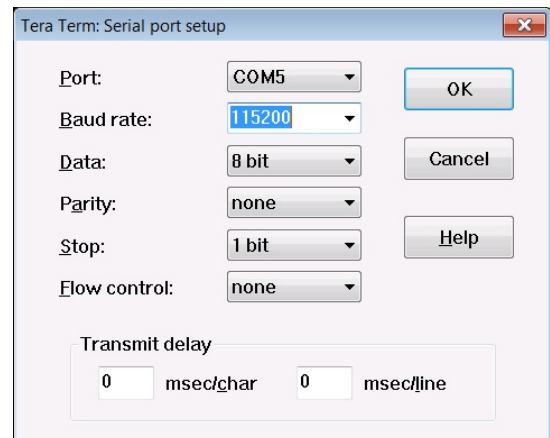 Tera Term: Serial port setup
Port: COM5
OK
Baud rate: 115200
Data: 8 bit
Cancel
Parity: none
Stop: 1 bit
Help
Flow control: none
Transmit delay
0 msec/char 0 msec/line